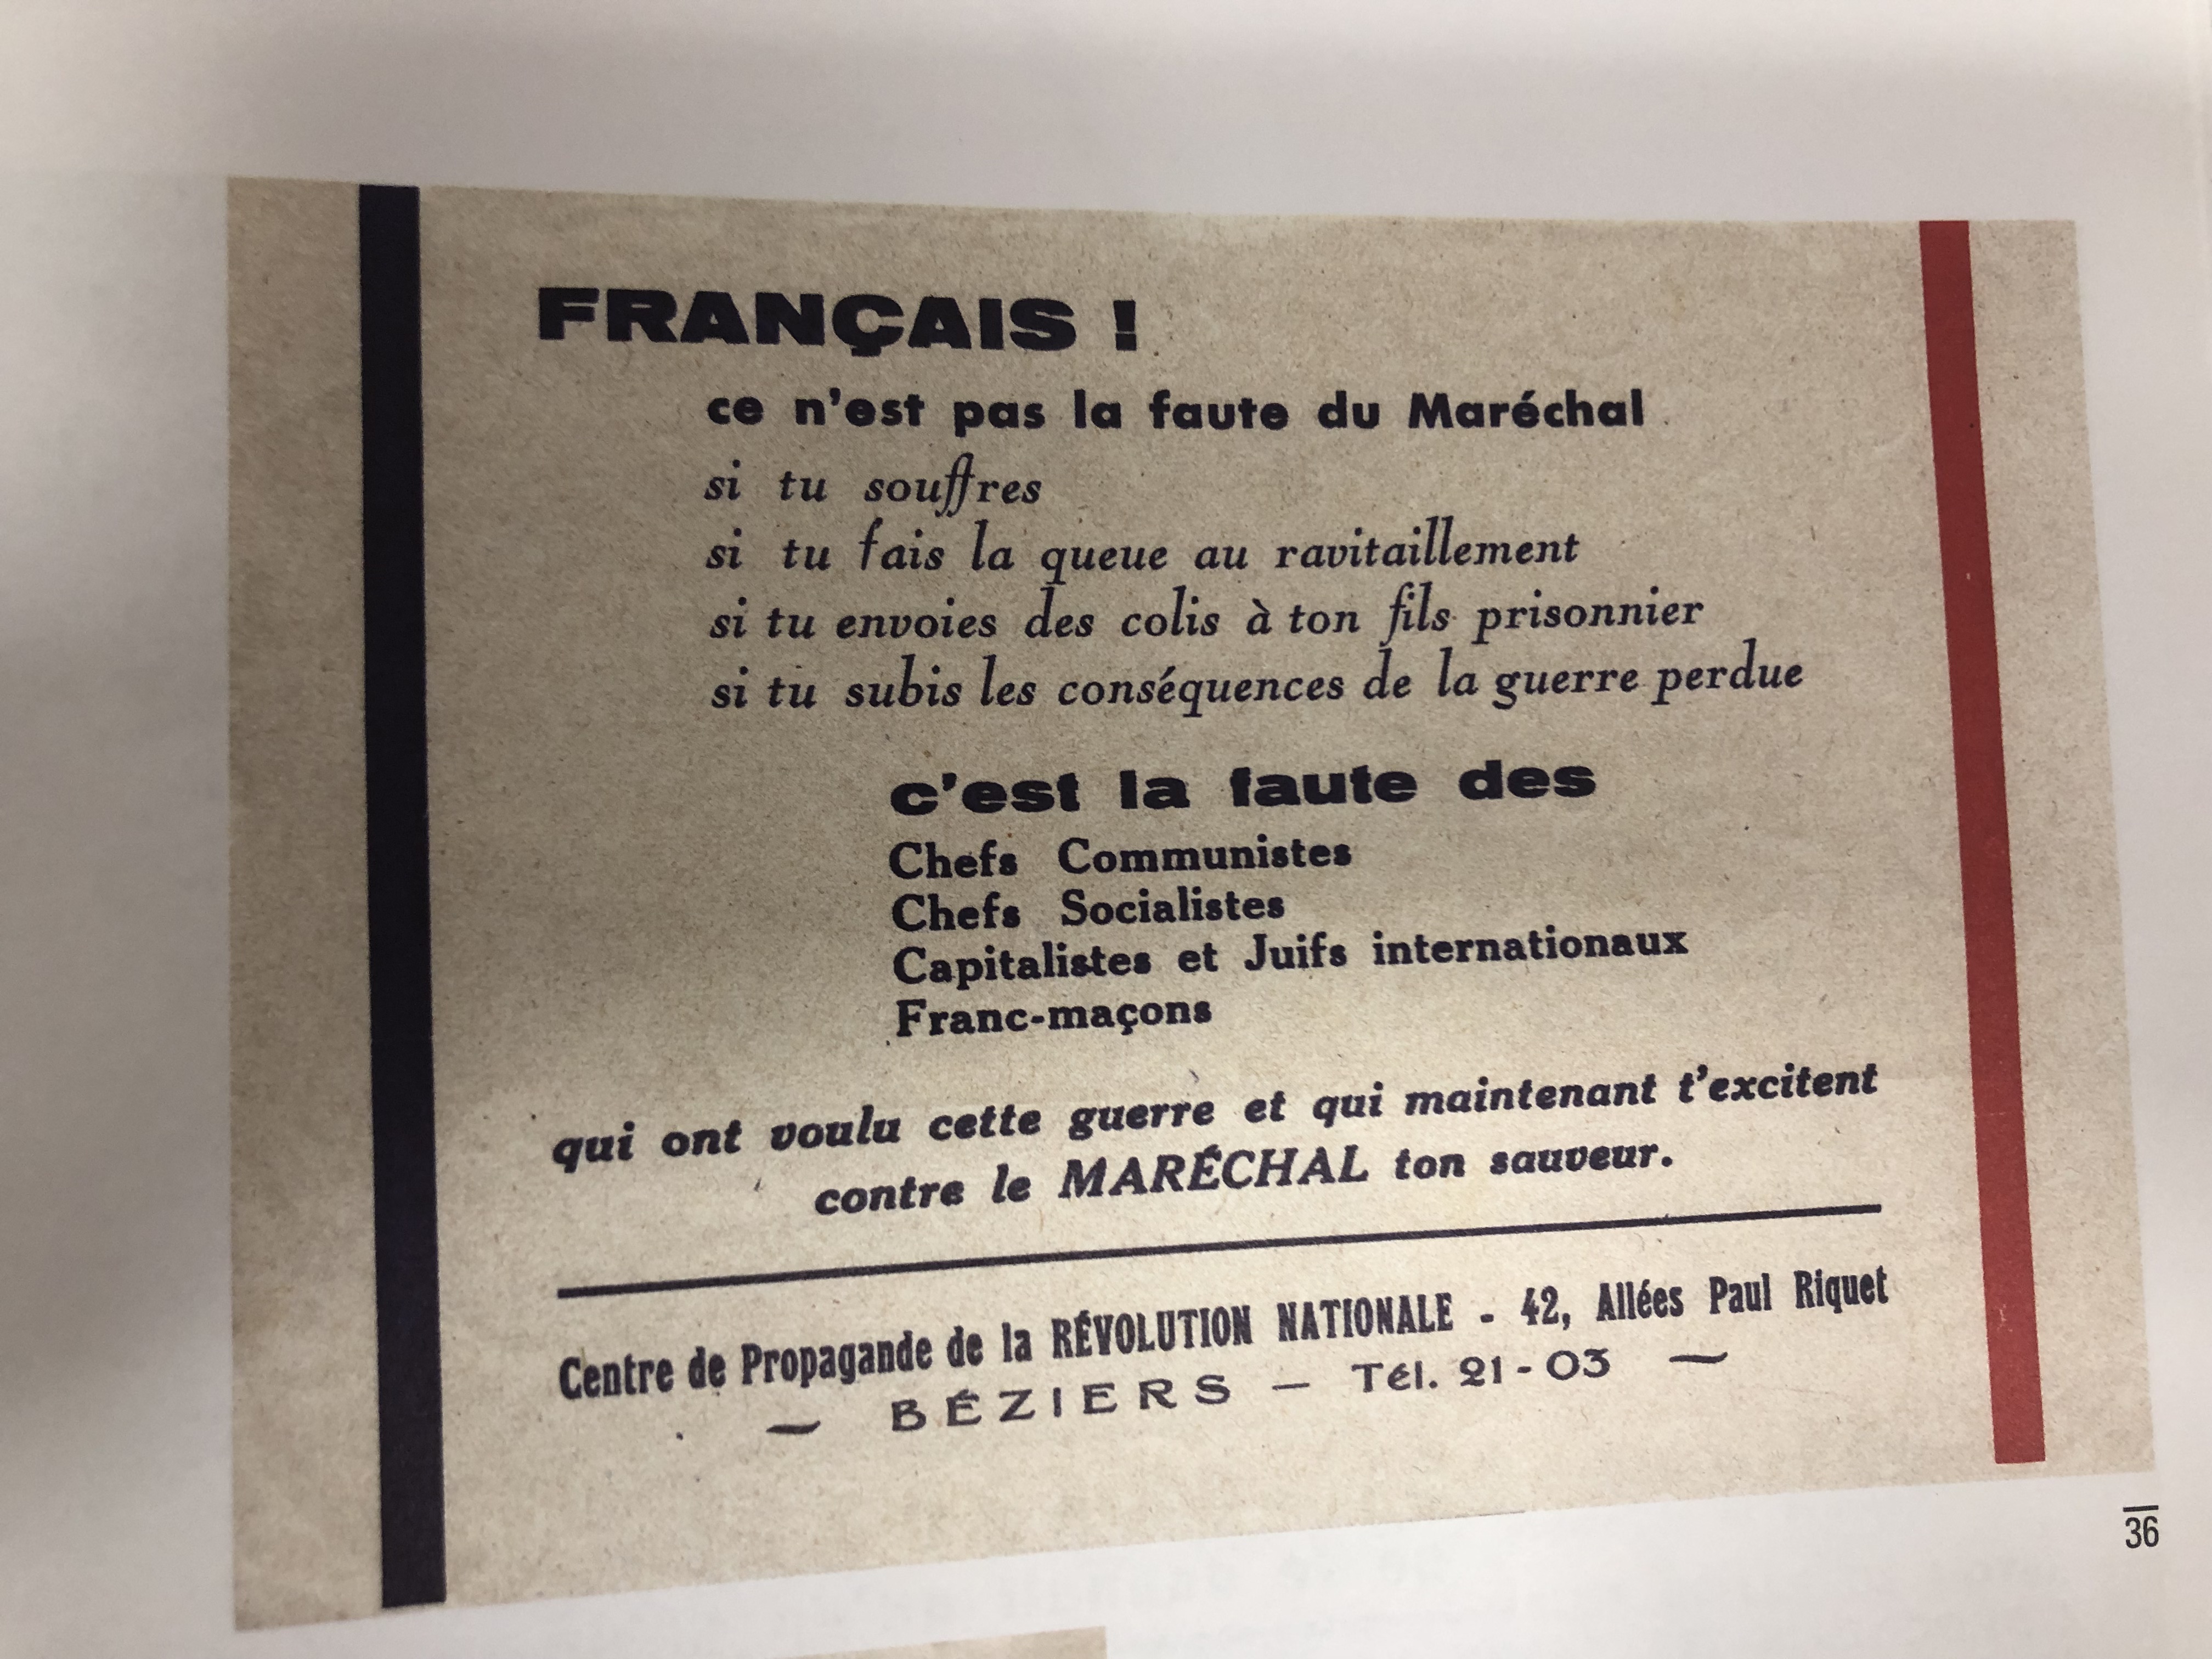 FRANÇAIS !
ce n'est pas la faute du Maréchal
si tu souffres
si tu fais la queue au ravitaillement
si tu envoies des colis à ton fils prisonnier
si tu subis les conséquences de la guerre perdue
c'est la faute des
Chefs Communistes
Chefs Socialistes
Capitalistes et Juifs internationaux
Franc-maçons
qui ont voulu cette guerre et qui maintenant t'excitent
contre le MARÉCHAL ton sauveur.
Centre de Propagande de la RÉVOLUTION NATIONALE - 42, Allées Paul Riquet
— BÉZIERS — Tél. 21-03 —
36